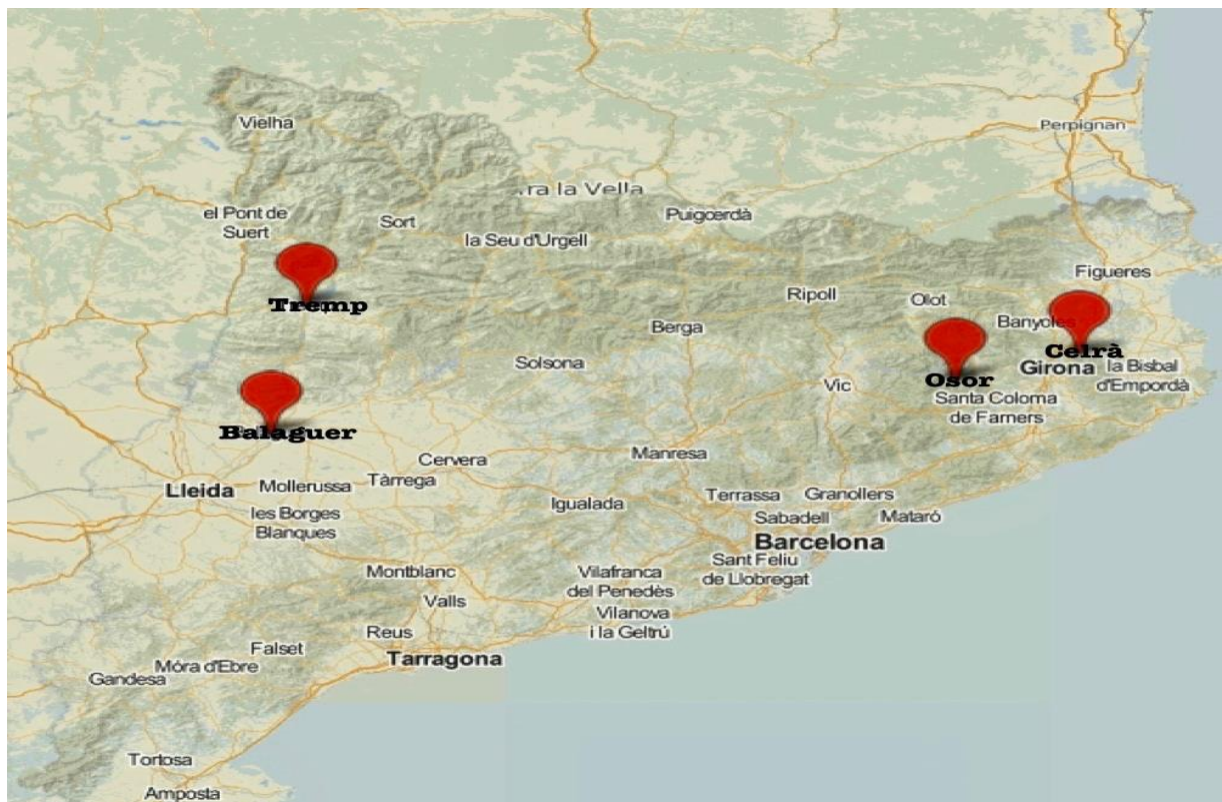 Vielha
Perpignan
ra la Vella
el Pont de
Suert
Sort
Puigcerdà
la Seu d'Urgell
Figueres
Tremp
Ripoll
Olot
Banyoles
Berga
Celrà
Solsona
Girona
la Bisbal
d'Empordà
Osor
Vic
Santa Coloma
de Farners
Balaguer
Cervera
Manresa
Lleida
Mollerussa
Tàrrega
Igualada
Terrassa
Granollers
les Borges
Blanques
Sabadell
Mataró
Barcelona
Sant Feliu
de Llobregat
Montblanc
Vilafranca
del Penedès
Valls
Vilanova
i la Geltrú
Reus
Falset
Tarragona
Móra d'Ebre
Gandesa
Tortosa
Amposta